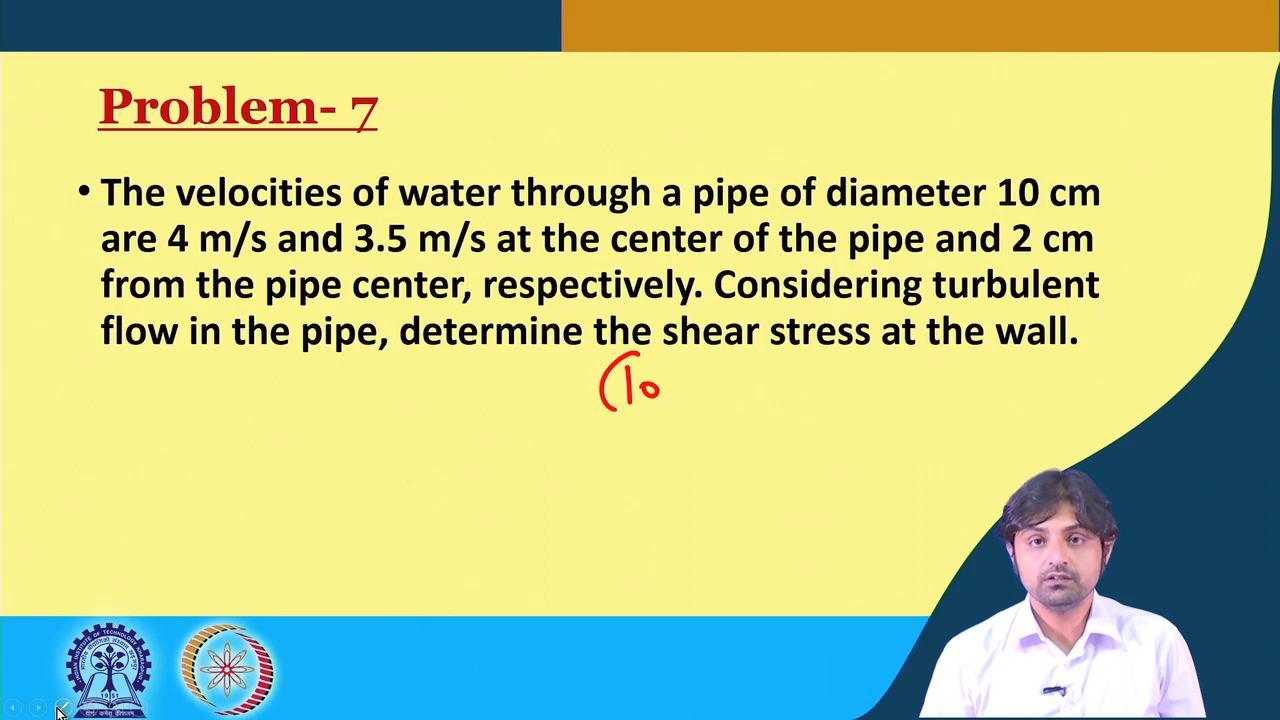 Problem- 7
• The velocities of water through a pipe of diameter 10 cm
are 4 m/s and 3.5 m/s at the center of the pipe and 2 cm
from the pipe center, respectively. Considering turbulent
flow in the pipe, determine the shear stress at the wall.
1951